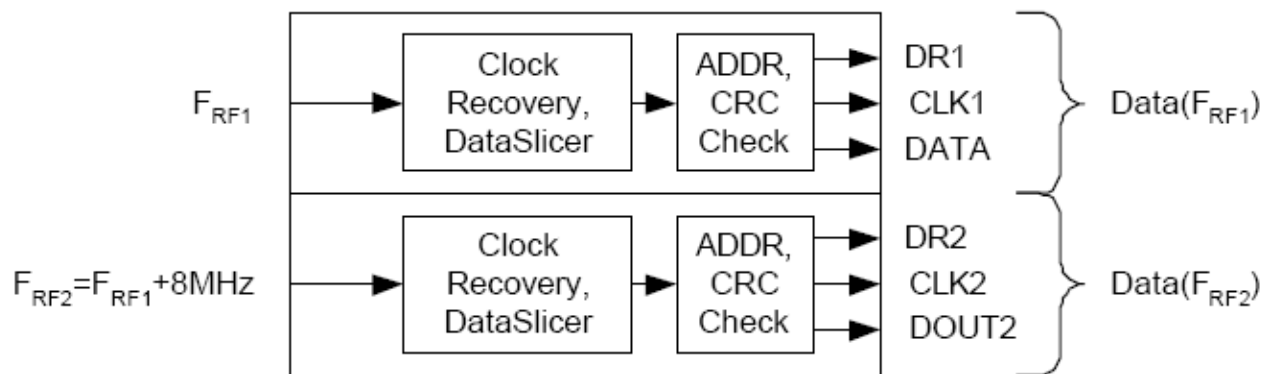 F_RF1
Clock
Recovery,
DataSlicer
ADDR,
CRC
Check
DR1
CLK1
DATA
Data(F_RF1)
F_RF2=F_RF1+8MHz
Clock
Recovery,
DataSlicer
ADDR,
CRC
Check
DR2
CLK2
DOUT2
Data(F_RF2)